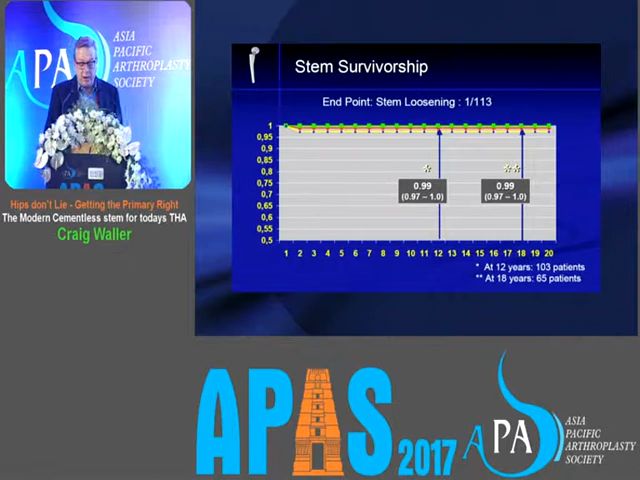 ASIA
PACIFIC
ARTHROPLASTY
SOCIETY
APA
APAS
Hips don't Lie - Getting the Primary Right
The Modern Cementless stem for todays THA
Craig Waller
Stem Survivorship
End Point: Stem Loosening : 1/113
1
0,95
0,9
0,85
0,8
0,75
0,7
0,65
0,6
0,55
0,5
*
**
0.99
(0.97 – 1.0)
0.99
(0.97 – 1.0)
1 2 3 4 5 6 7 8 9 10 11 12 13 14 15 16 17 18 19 20
* At 12 years: 103 patients
** At 18 years: 65 patients
APAS 2017
APAS
ASIA
PACIFIC
ARTHROPLASTY
SOCIETY